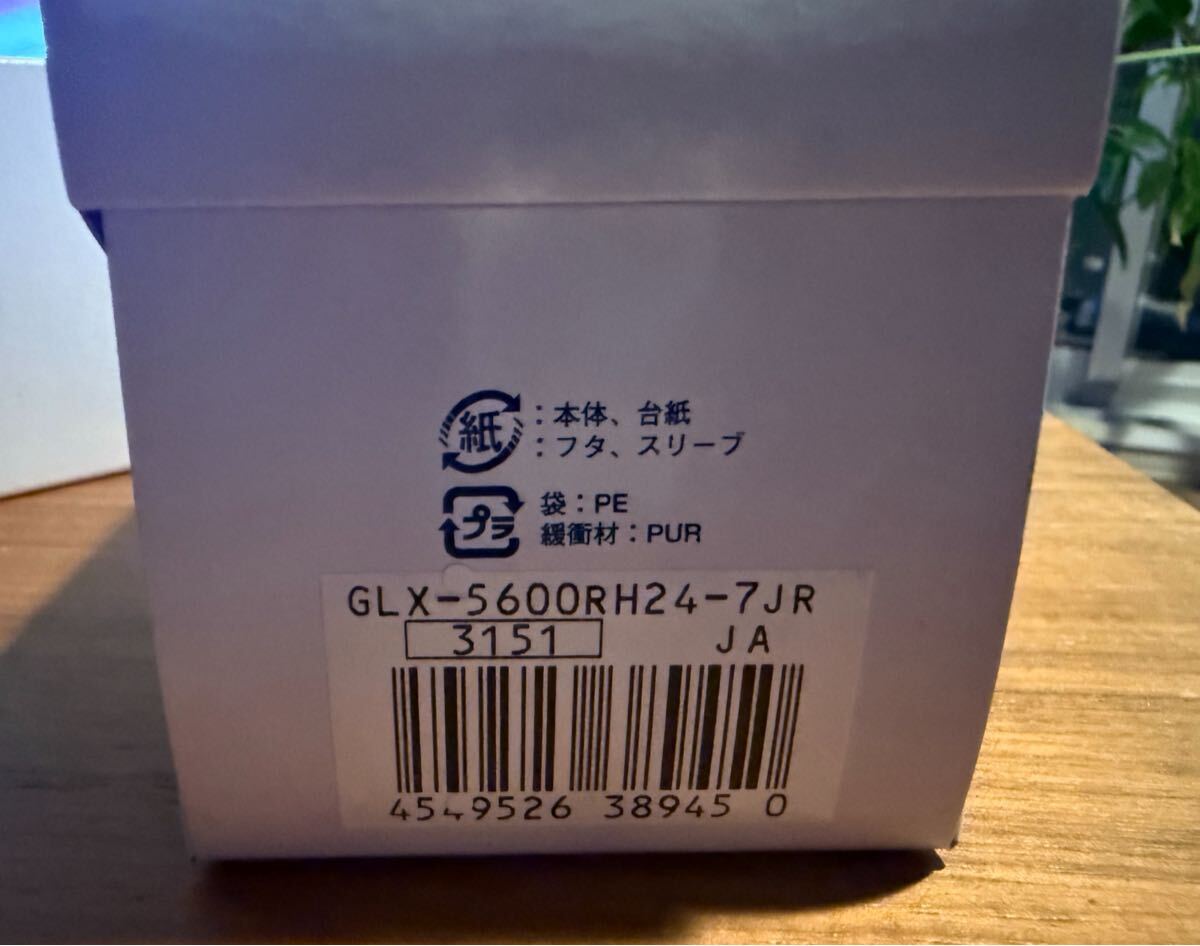 紙：本体、台紙
：フタ、スリーブ
プラ 袋：PE
緩衝材：PUR
GLX-5600RH24-7JR
3151 JA
4549526 38945 0